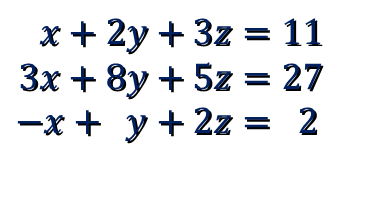 x + 2y + 3z = 11
3x + 8y + 5z = 27
−x + y + 2z = 2